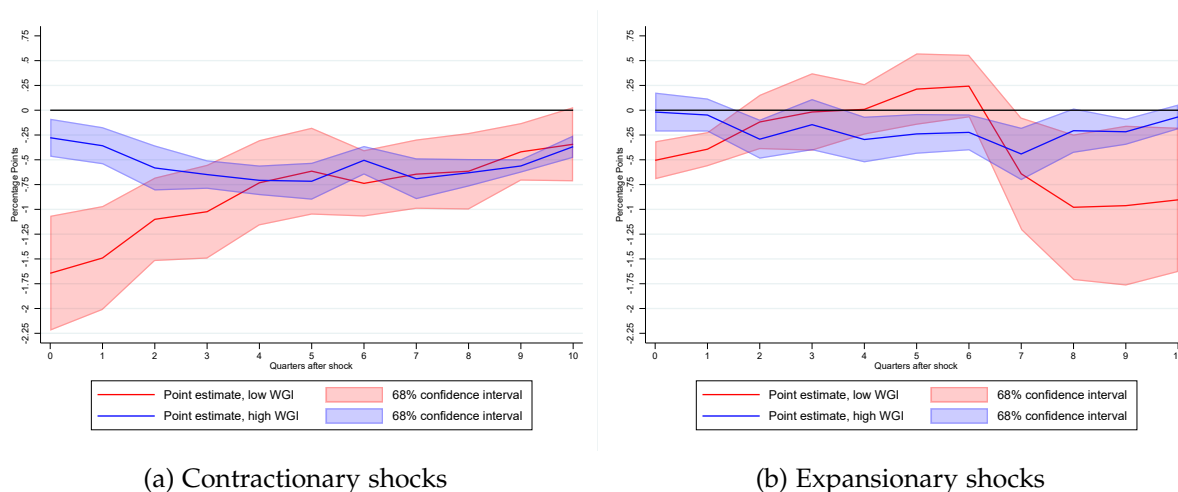 .75
.5
.25
0
-.25
-.5
-.75
-1
-1.25
-1.5
-1.75
-2
-2.25
Percentage Points
0 1 2 3 4 5 6 7 8 9 10
Quarters after shock
Point estimate, low WGI 68% confidence interval
Point estimate, high WGI 68% confidence interval
(a) Contractionary shocks
.75
.5
.25
0
-.25
-.5
-.75
-1
-1.25
-1.5
-1.75
-2
-2.25
Percentage Points
0 1 2 3 4 5 6 7 8 9 1
Quarters after shock
Point estimate, low WGI 68% confidence interval
Point estimate, high WGI 68% confidence interval
(b) Expansionary shocks